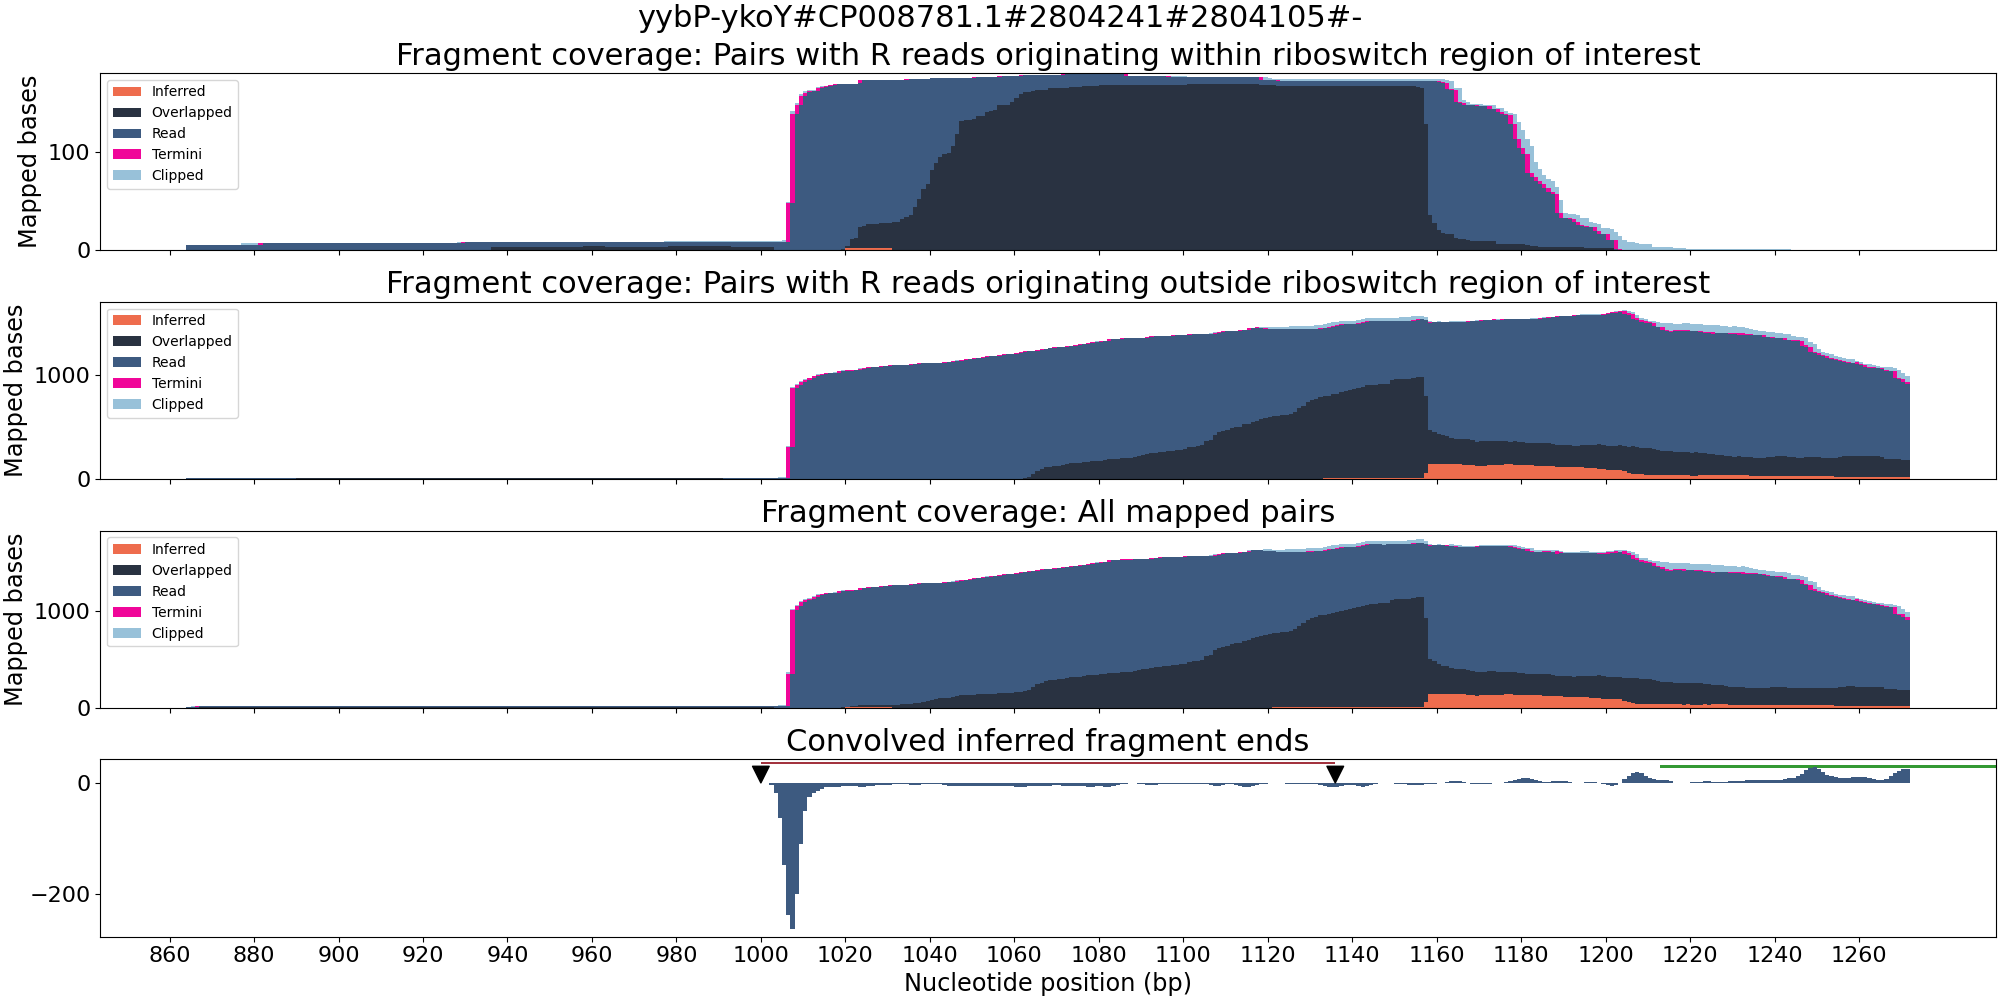 yybP-ykoY#CP008781.1#2804241#2804105#-
Fragment coverage: Pairs with R reads originating within riboswitch region of interest
Mapped bases
100
0
Inferred
Overlapped
Read
Termini
Clipped
Fragment coverage: Pairs with R reads originating outside riboswitch region of interest
Mapped bases
1000
0
Inferred
Overlapped
Read
Termini
Clipped
Fragment coverage: All mapped pairs
Mapped bases
1000
0
Inferred
Overlapped
Read
Termini
Clipped
Convolved inferred fragment ends
0
−200
860 880 900 920 940 960 980 1000 1020 1040 1060 1080 1100 1120 1140 1160 1180 1200 1220 1240 1260
Nucleotide position (bp)